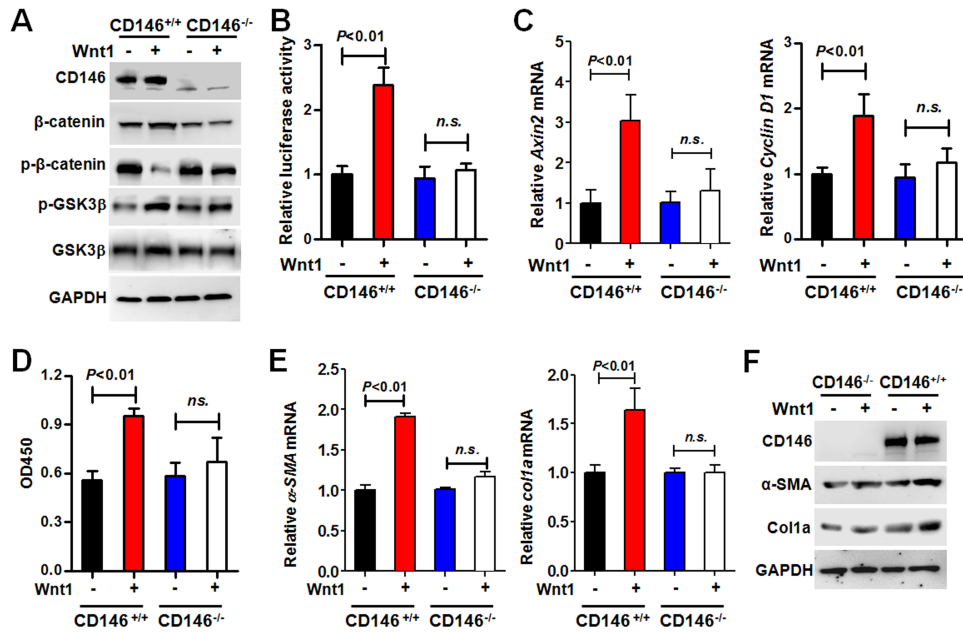 A
CD146+/+ CD146-/-
Wnt1 - + - +
CD146
β-catenin
p-β-catenin
p-GSK3β
GSK3β
GAPDH
B
Relative luciferase activity
3
2
1
0
P<0.01
n.s.
Wnt1 - + - +
CD146+/+ CD146-/-
C
Relative Axin2 mRNA
5
4
3
2
1
0
P<0.01
n.s.
Wnt1 - + - +
CD146+/+ CD146-/-
Relative Cyclin D1 mRNA
3
2
1
0
P<0.01
n.s.
Wnt1 - + - +
CD146+/+ CD146-/-
D
OD450
1.2
0.9
0.6
0.3
0.0
P<0.01
ns.
Wnt1 - + - +
CD146+/+ CD146-/-
E
Relative α-SMA mRNA
2.5
2.0
1.5
1.0
0.5
0.0
P<0.01
n.s.
Wnt1 - + - +
CD146+/+ CD146-/-
Relative col1a mRNA
2.0
1.5
1.0
0.5
0.0
P<0.01
n.s.
Wnt1 - + - +
CD146+/+ CD146-/-
F
CD146-/- CD146+/+
Wnt1 - + - +
CD146
α-SMA
Col1a
GAPDH